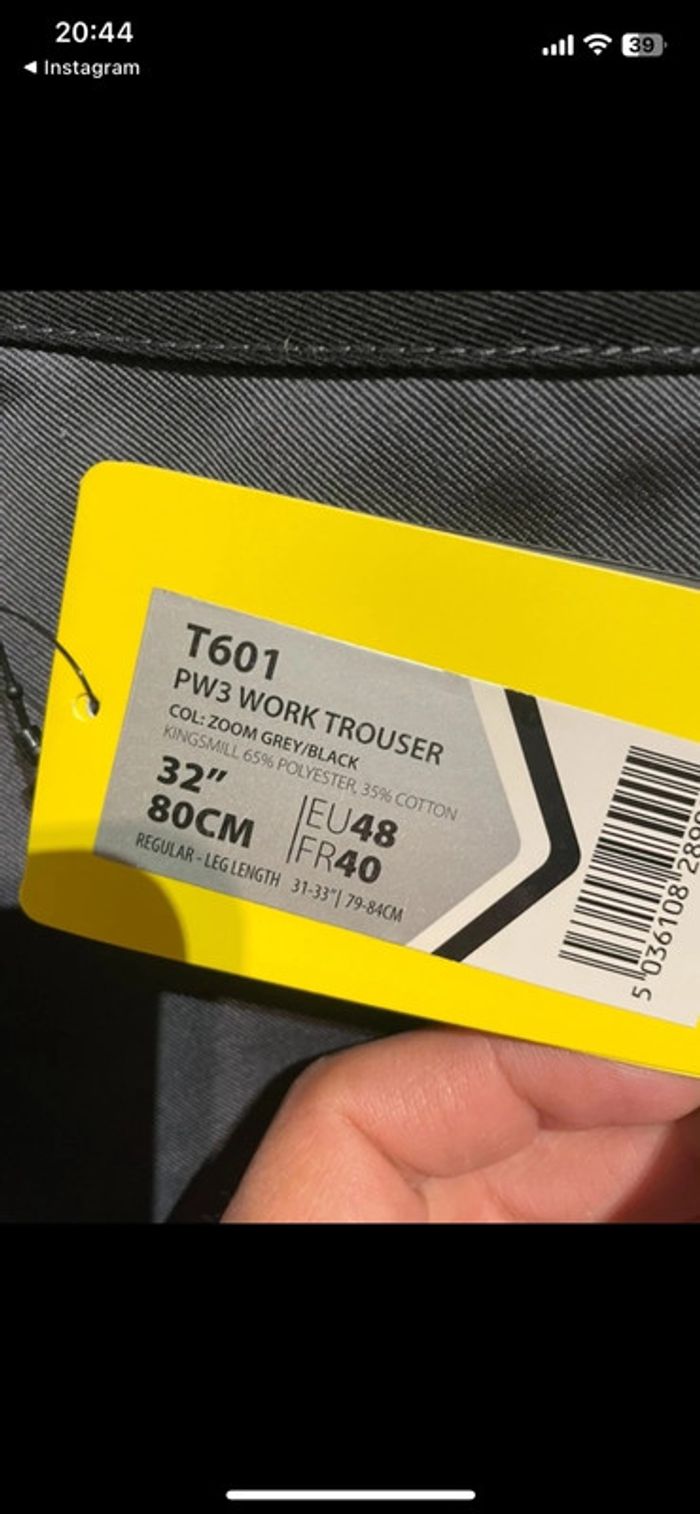 20:44
39
◀ Instagram
T601
PW3 WORK TROUSER
COL: ZOOM GREY/BLACK
KINGSMILL 65% POLYESTER, 35% COTTON
32" |EU48
80CM |FR40
REGULAR - LEG LENGTH 31-33"| 79-84CM
5 036108 289